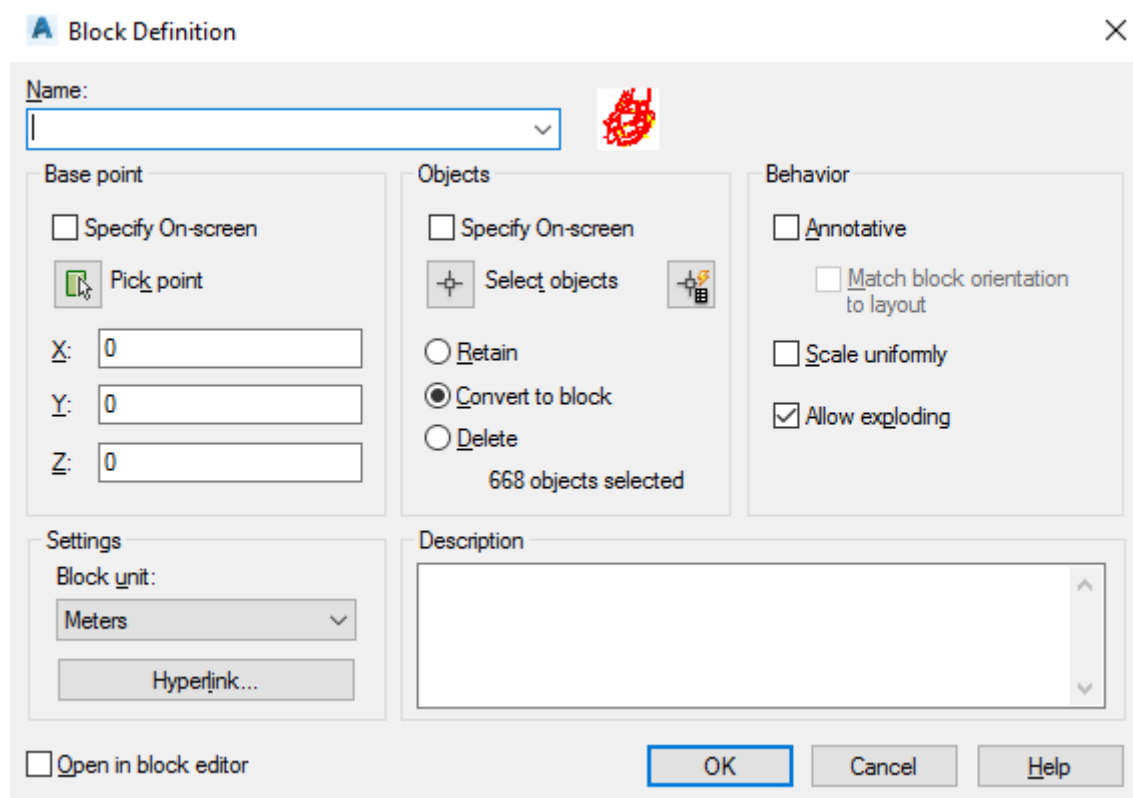 Block Definition
Name:
Base point
Specify On-screen
Pick point
X: 0
Y: 0
Z: 0
Objects
Specify On-screen
Select objects
Retain
Convert to block
Delete
668 objects selected
Behavior
Annotative
Match block orientation
to layout
Scale uniformly
Allow exploding
Settings
Block unit:
Meters
Hyperlink...
Description
Open in block editor
OK
Cancel
Help